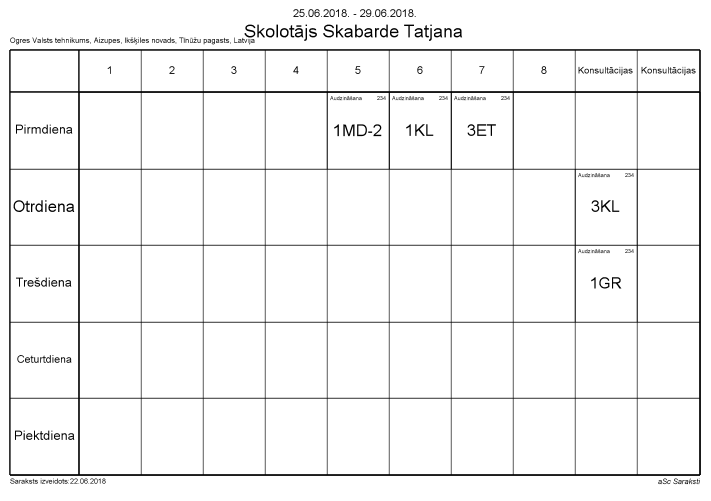 25.06.2018. - 29.06.2018.
Skolotājs Skabarde Tatjana
Ogres Valsts tehnikums, Aizupes, Ikšķiles novads, Tīnūžu pagasts, Latvija
1 2 3 4 5 6 7 8 Konsultācijas Konsultācijas
Audzināšana 234 Audzināšana 234 Audzināšana 234
Pirmdiena 1MD-2 1KL 3ET
Audzināšana 234
Otrdiena 3KL
Audzināšana 234
Trešdiena 1GR
Ceturtdiena
Piektdiena
Saraksts izveidots:22.06.2018 aSc Saraksti